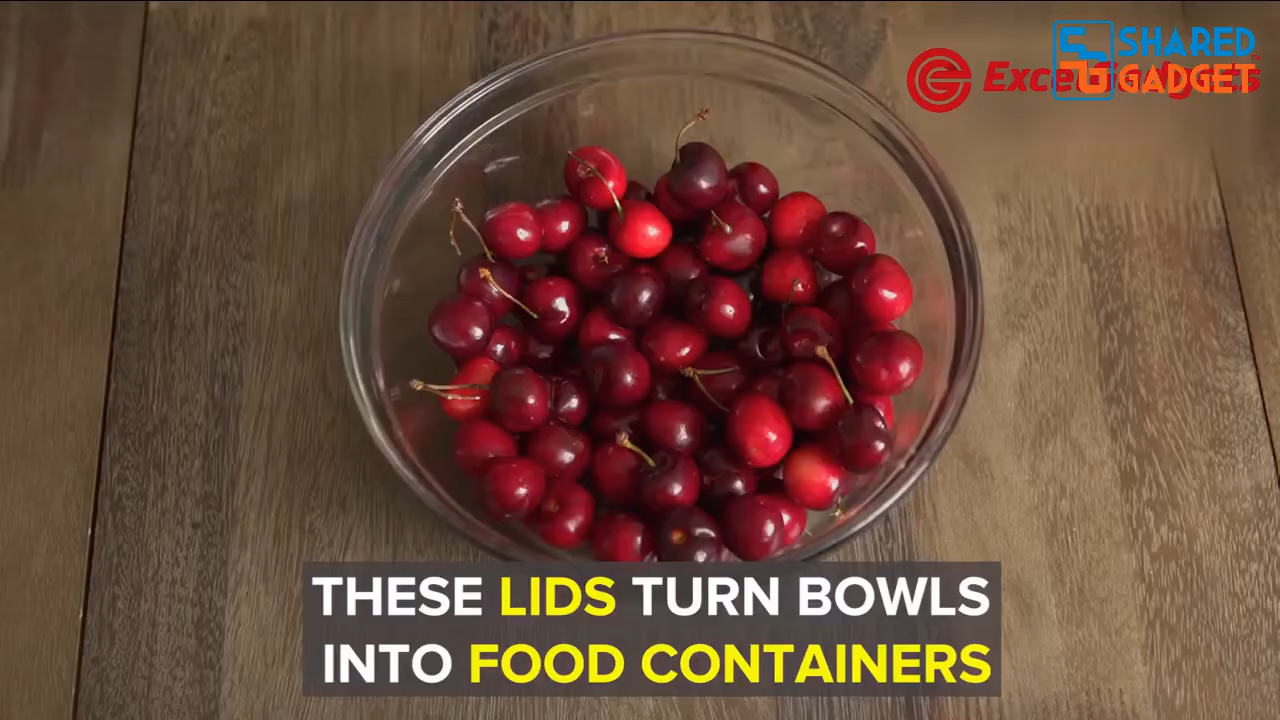 SHARED
GADGET
THESE LIDS TURN BOWLS
INTO FOOD CONTAINERS